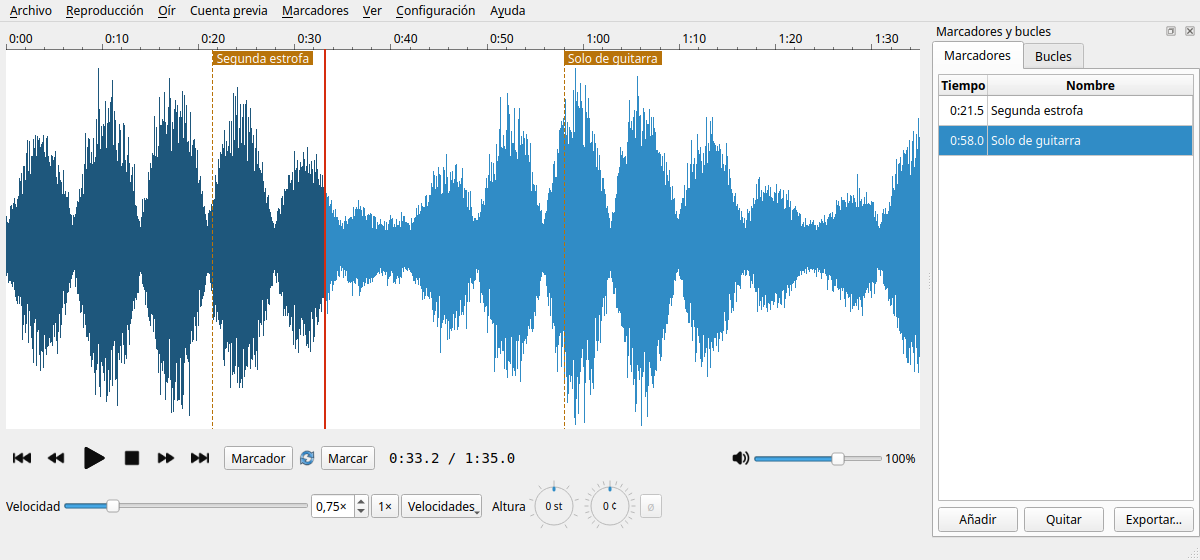 Archivo Reproducción Oír Cuenta previa Marcadores Ver Configuración Ayuda
0:00 0:10 0:20 0:30 0:40 0:50 1:00 1:10 1:20 1:30
Segunda estrofa Solo de guitarra
Marcadores y bucles
Marcadores Bucles
Tiempo Nombre
0:21.5 Segunda estrofa
0:58.0 Solo de guitarra
Marcador Marcar 0:33.2 / 1:35.0 100%
Velocidad 0,75× 1× Velocidades Altura 0 st 0 ¢ ø
Añadir Quitar Exportar...